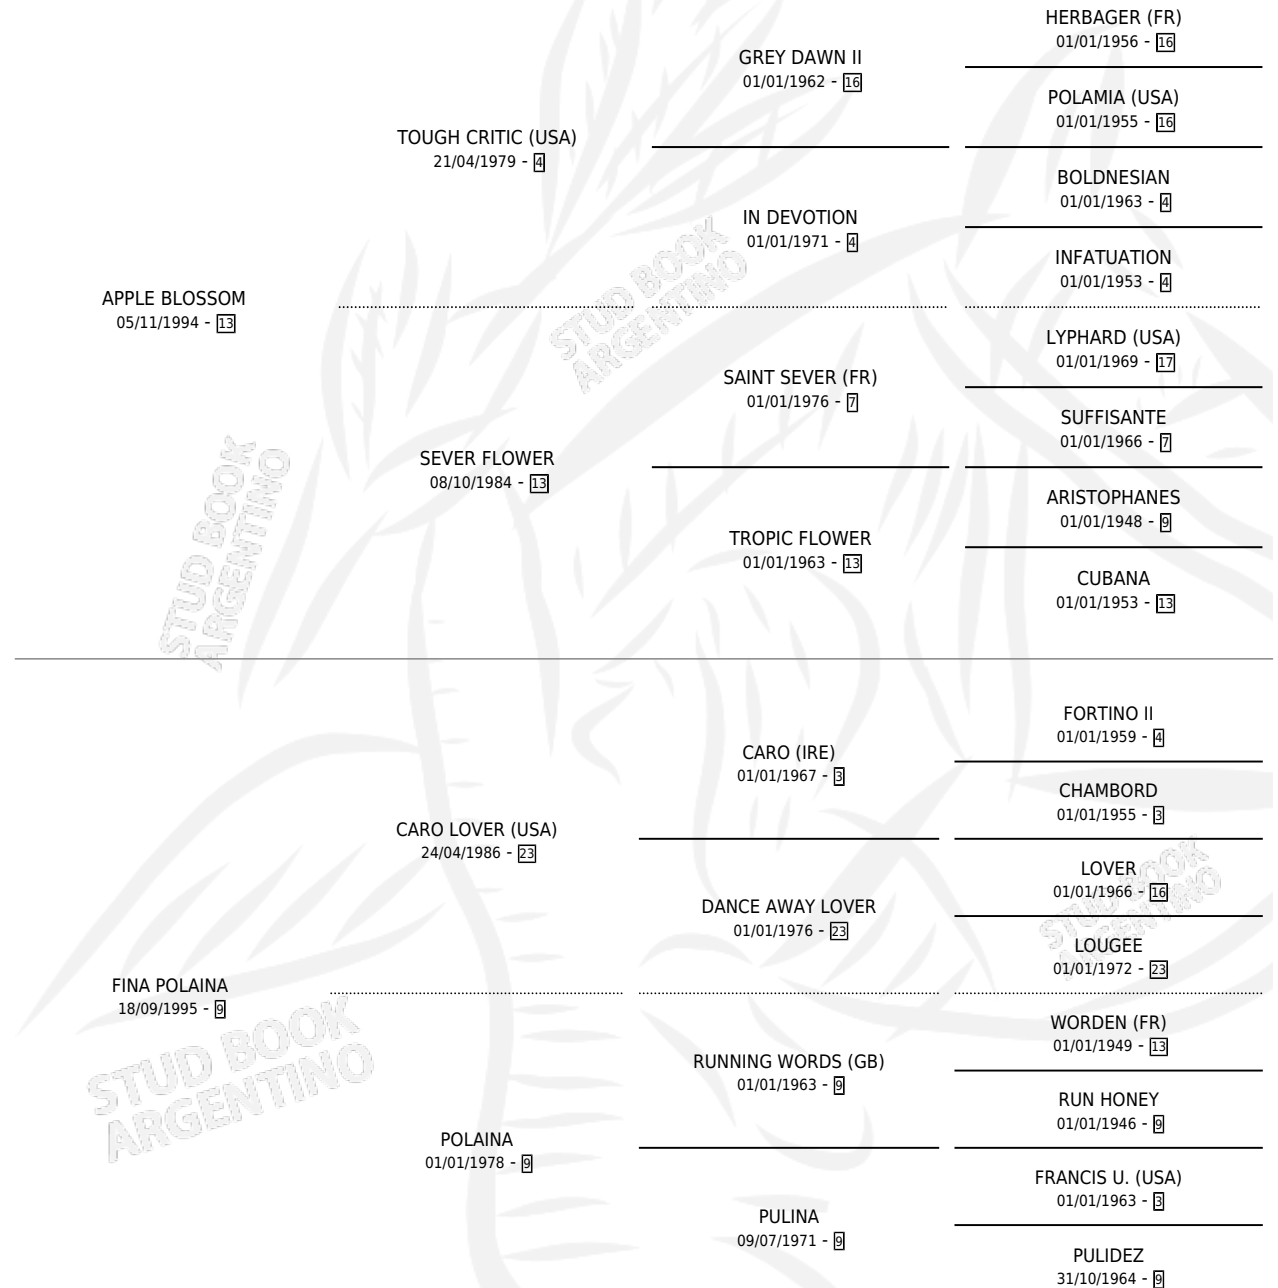 HERBAGER (FR)
01/01/1956 - 16
GREY DAWN II
01/01/1962 - 16
POLAMIA (USA)
01/01/1955 - 16
TOUGH CRITIC (USA)
21/04/1979 - 4
BOLDNESIAN
01/01/1963 - 4
IN DEVOTION
01/01/1971 - 4
INFATUATION
01/01/1953 - 4
APPLE BLOSSOM
05/11/1994 - 13
LYPHARD (USA)
01/01/1969 - 17
SAINT SEVER (FR)
01/01/1976 - 7
SUFFISANTE
01/01/1966 - 7
SEVER FLOWER
08/10/1984 - 13
ARISTOPHANES
01/01/1948 - 9
TROPIC FLOWER
01/01/1963 - 13
CUBANA
01/01/1953 - 13
STUD BOOK
ARGENTINO
STUD BOOK
ARGENTINO
FORTINO II
01/01/1959 - 4
CARO (IRE)
01/01/1967 - 3
CHAMBORD
01/01/1955 - 3
CARO LOVER (USA)
24/04/1986 - 23
LOVER
01/01/1966 - 16
DANCE AWAY LOVER
01/01/1976 - 23
LOUGEE
01/01/1972 - 23
FINA POLAINA
18/09/1995 - 9
WORDEN (FR)
01/01/1949 - 13
RUNNING WORDS (GB)
01/01/1963 - 9
RUN HONEY
01/01/1946 - 9
POLAINA
01/01/1978 - 9
FRANCIS U. (USA)
01/01/1963 - 3
PULINA
09/07/1971 - 9
PULIDEZ
31/10/1964 - 9
STUD BOOK
ARGENTINO
STUD BOOK
ARGENTINO